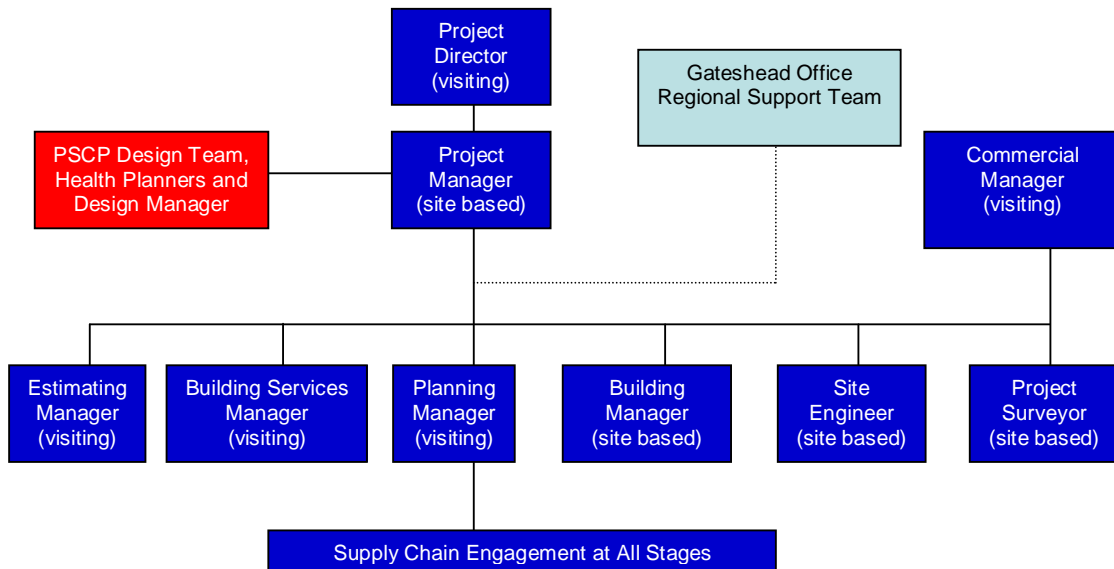 Project
Director
(visiting)
Gateshead Office
Regional Support Team
PSCP Design Team,
Health Planners and
Design Manager
Project
Manager
(site based)
Commercial
Manager
(visiting)
Estimating
Manager
(visiting)
Building Services
Manager
(visiting)
Planning
Manager
(visiting)
Building
Manager
(site based)
Site
Engineer
(site based)
Project
Surveyor
(site based)
Supply Chain Engagement at All Stages